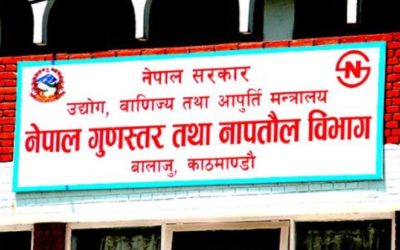 नेपाल सरकार
उद्योग, वाणिज्य तथा आपुर्ति मन्त्रालय
नेपाल गुणस्तर तथा नापतौल विभाग
बालाजु, काठमाण्डौ